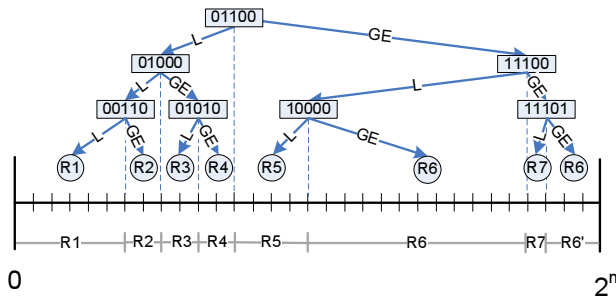 01100
L GE
01000 11100
L GE L GE
00110 01010 10000 11101
L GE L GE L GE L GE
R1 R2 R3 R4 R5 R6 R7 R6
R1 R2 R3 R4 R5 R6 R7 R6'
0 2ⁿ